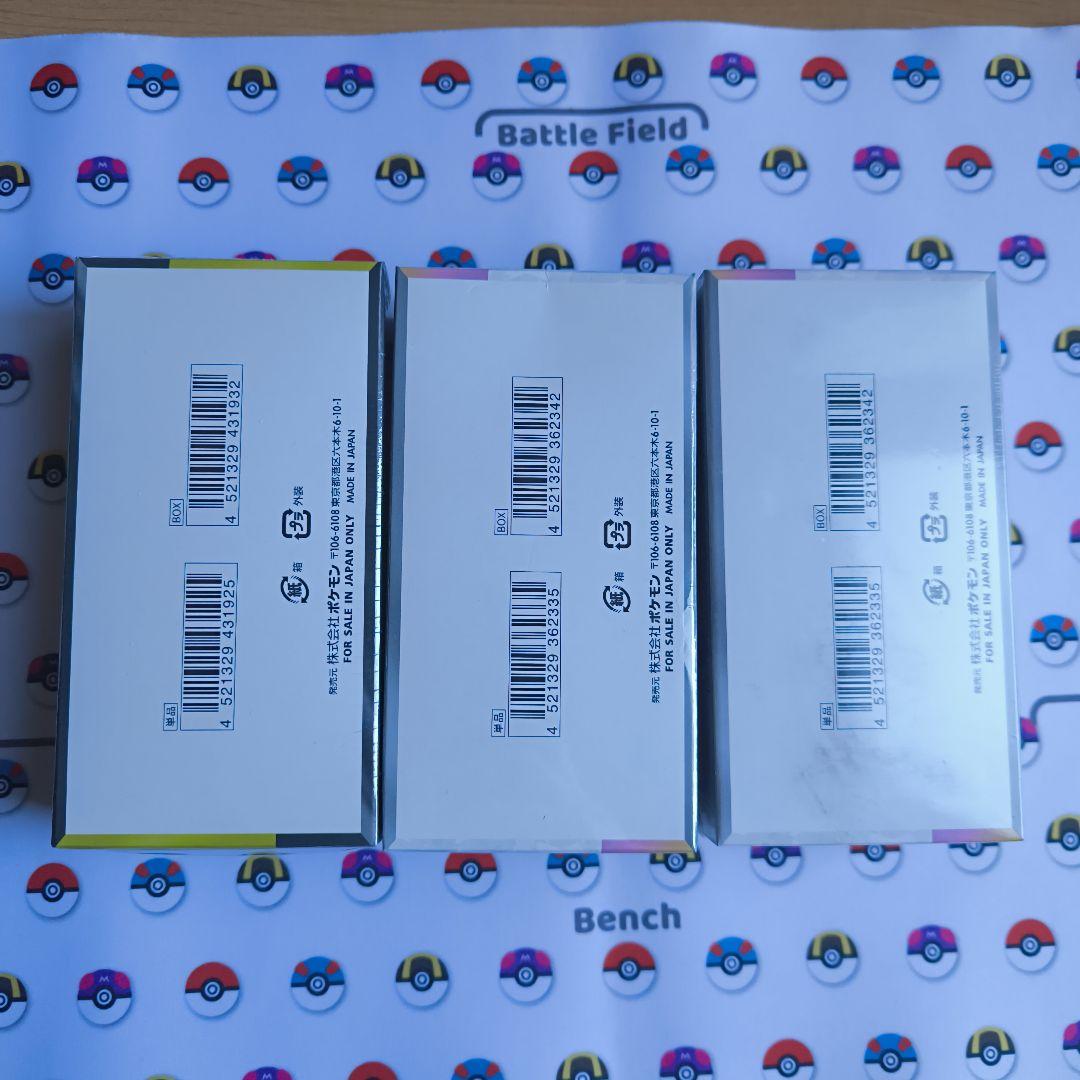 Battle Field
BOX
4 521329 431932
単品
4 521329 431925
プラ 外装
紙 箱
発売元 株式会社ポケモン 〒106-6108 東京都港区六本木6-10-1
FOR SALE IN JAPAN ONLY MADE IN JAPAN
BOX
4 521329 362342
単品
4 521329 362335
プラ 外装
紙 箱
発売元 株式会社ポケモン 〒106-6108 東京都港区六本木6-10-1
FOR SALE IN JAPAN ONLY MADE IN JAPAN
BOX
4 521329 362342
単品
4 521329 362335
プラ 外装
紙 箱
発売元 株式会社ポケモン 〒106-6108 東京都港区六本木6-10-1
FOR SALE IN JAPAN ONLY MADE IN JAPAN
Bench